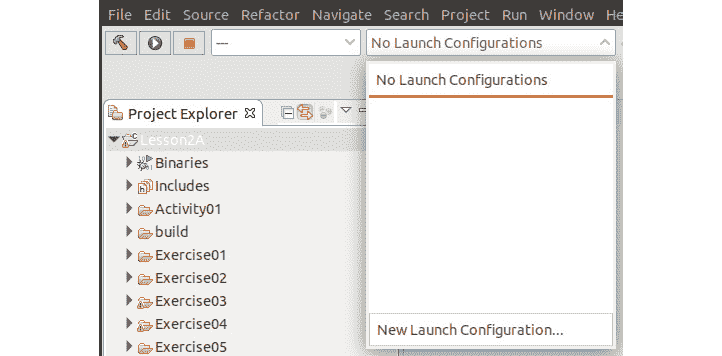 File Edit Source Refactor Navigate Search Project Run Window He
--- No Launch Configurations
No Launch Configurations
Project Explorer
Lesson2A
Binaries
Includes
Activity01
build
Exercise01
Exercise02
Exercise03
Exercise04
Exercise05
New Launch Configuration...